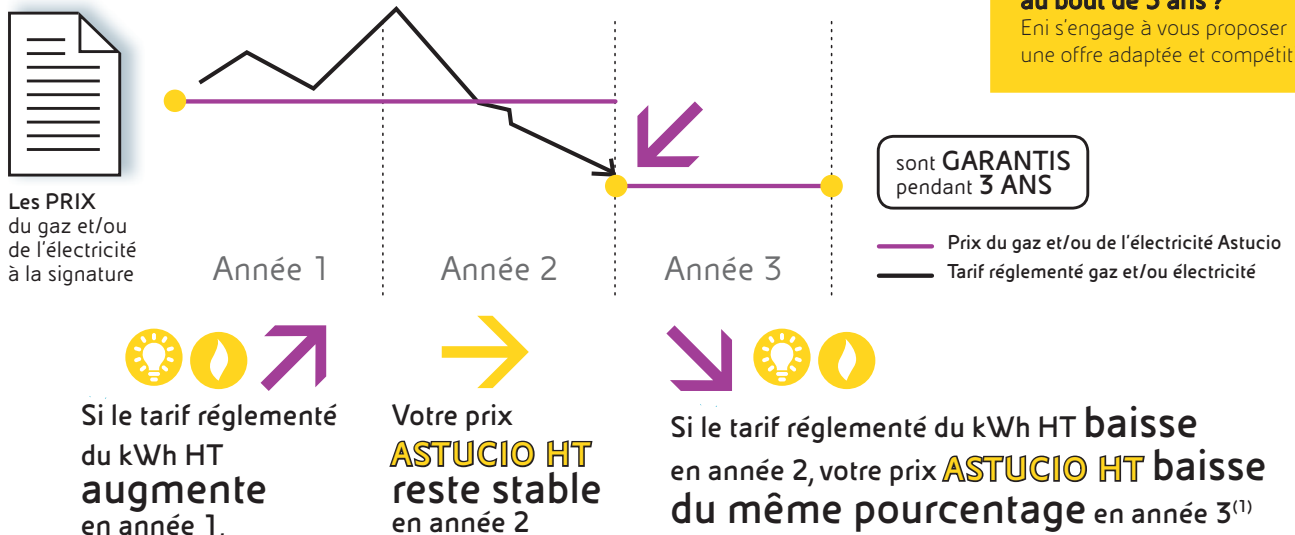 au bout de 3 ans ?
Eni s'engage à vous proposer
une offre adaptée et
Les PRIX
du gaz et/ou
de l'électricité
à la signature
sont GARANTIS
pendant 3 ANS
Prix du gaz et/ou de l'électricité Astucio
Tarif réglementé gaz et/ou électricité
Année 1
Année 2
Année 3
Si le tarif réglementé
du kWh HT
augmente
en année 1,
Votre prix
ASTUCIO HT
reste stable
en année 2
Si le tarif réglementé du kWh HT baisse
en année 2, votre prix ASTUCIO HT baisse
du même pourcentage en année 3(1)